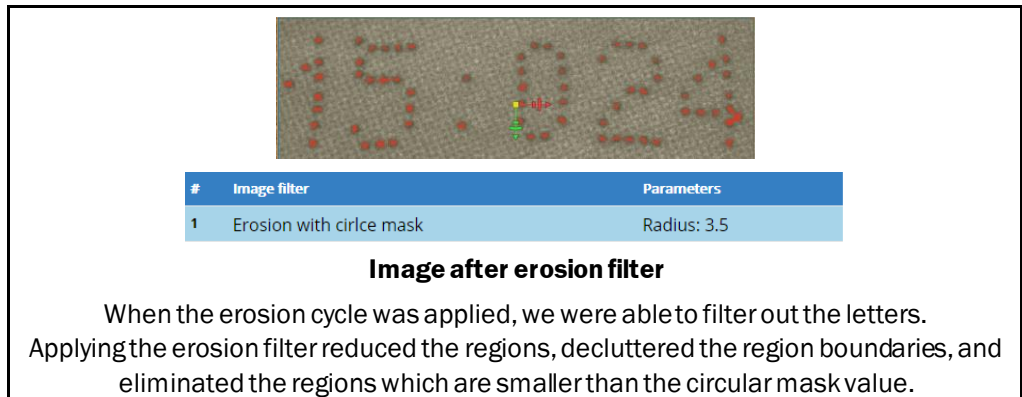 15:024
# Image filter Parameters
1 Erosion with cirlce mask Radius: 3.5
Image after erosion filter
When the erosion cycle was applied, we were able to filter out the letters.
Applying the erosion filter reduced the regions, decluttered the region boundaries, and
eliminated the regions which are smaller than the circular mask value.